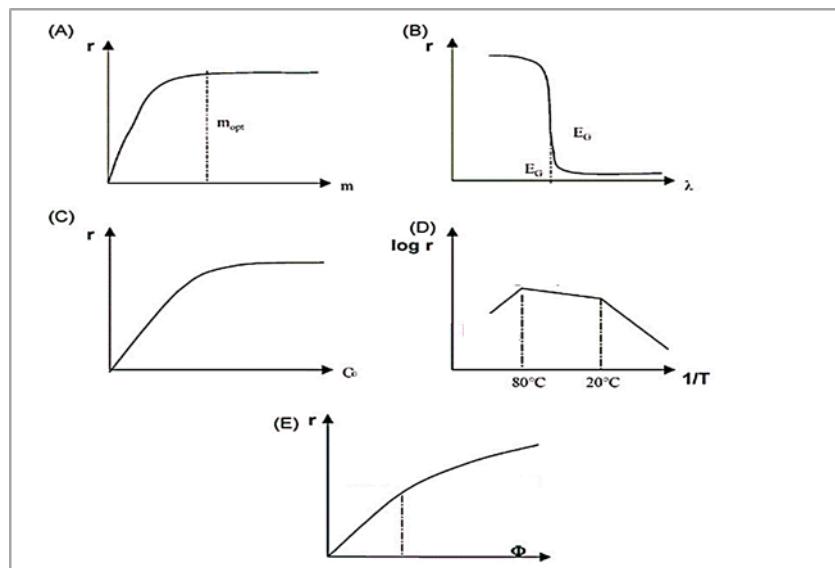 (A)
r
m_opt
m
(B)
r
E_G
E_G
λ
(C)
r
C₀
(D)
log r
80°C
20°C
1/T
(E)
r
Φ